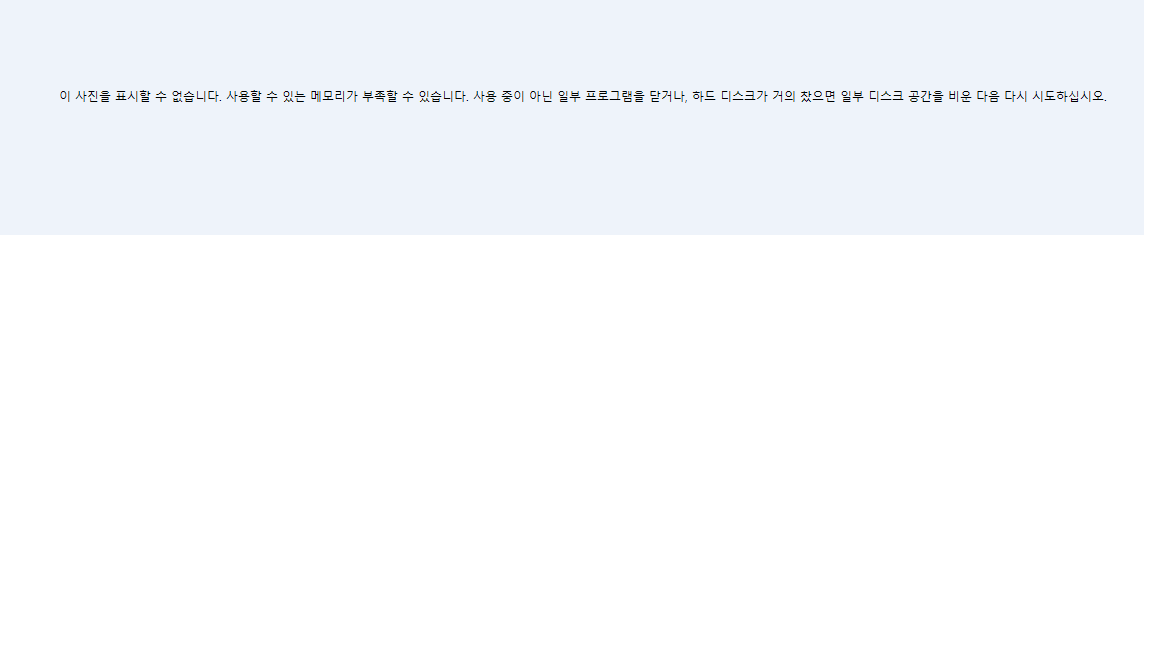 이 사진을 표시할 수 없습니다. 사용할 수 있는 메모리가 부족할 수 있습니다. 사용 중이 아닌 일부 프로그램을 닫거나, 하드 디스크가 거의 찼으면 일부 디스크 공간을 비운 다음 다시 시도하십시오.